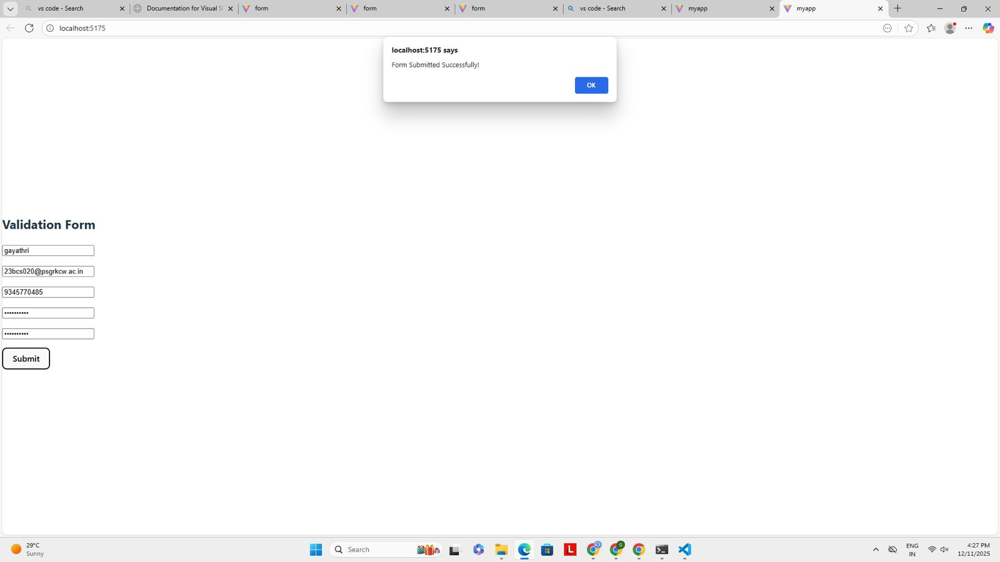 vs code - Search
Documentation for Visual S
form
form
form
vs code - Search
myapp
myapp
localhost:5175
localhost:5175 says
Form Submitted Successfully!
OK
Validation Form
gayathri
23bcs020@psgrkcw.ac.in
9345770485
••••••••••
••••••••••
Submit
29°C
Sunny
Search
L
G
ENG
IN
4:27 PM
12/11/2025